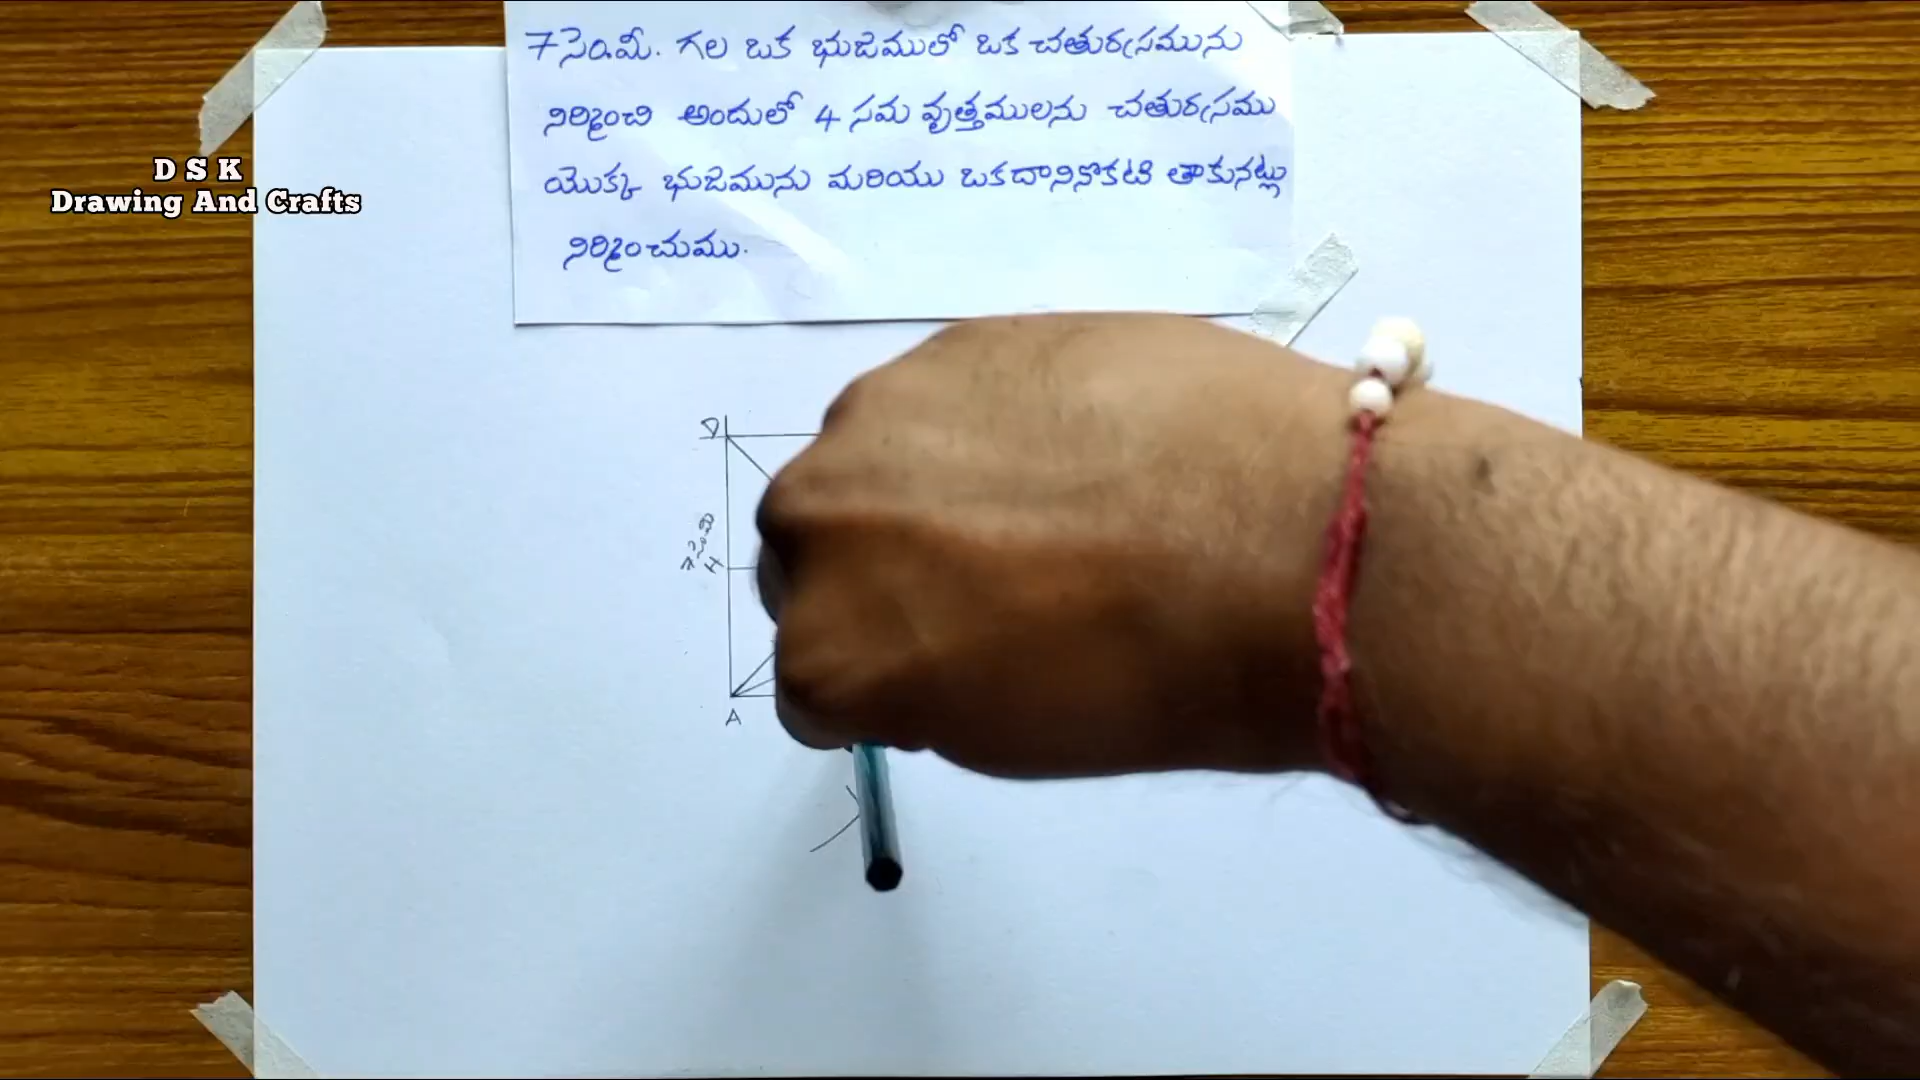 7 సెం.మీ. గల ఒక భుజములో ఒక చతురస్రమును
నిర్మించి అందులో 4 సమ వృత్తములను చతురస్రము
యొక్క భుజమును మరియు ఒకదానినొకటి తాకునట్లు
నిర్మించుము.
D S K
Drawing And Crafts
D
7 సెం.మీ
H
A